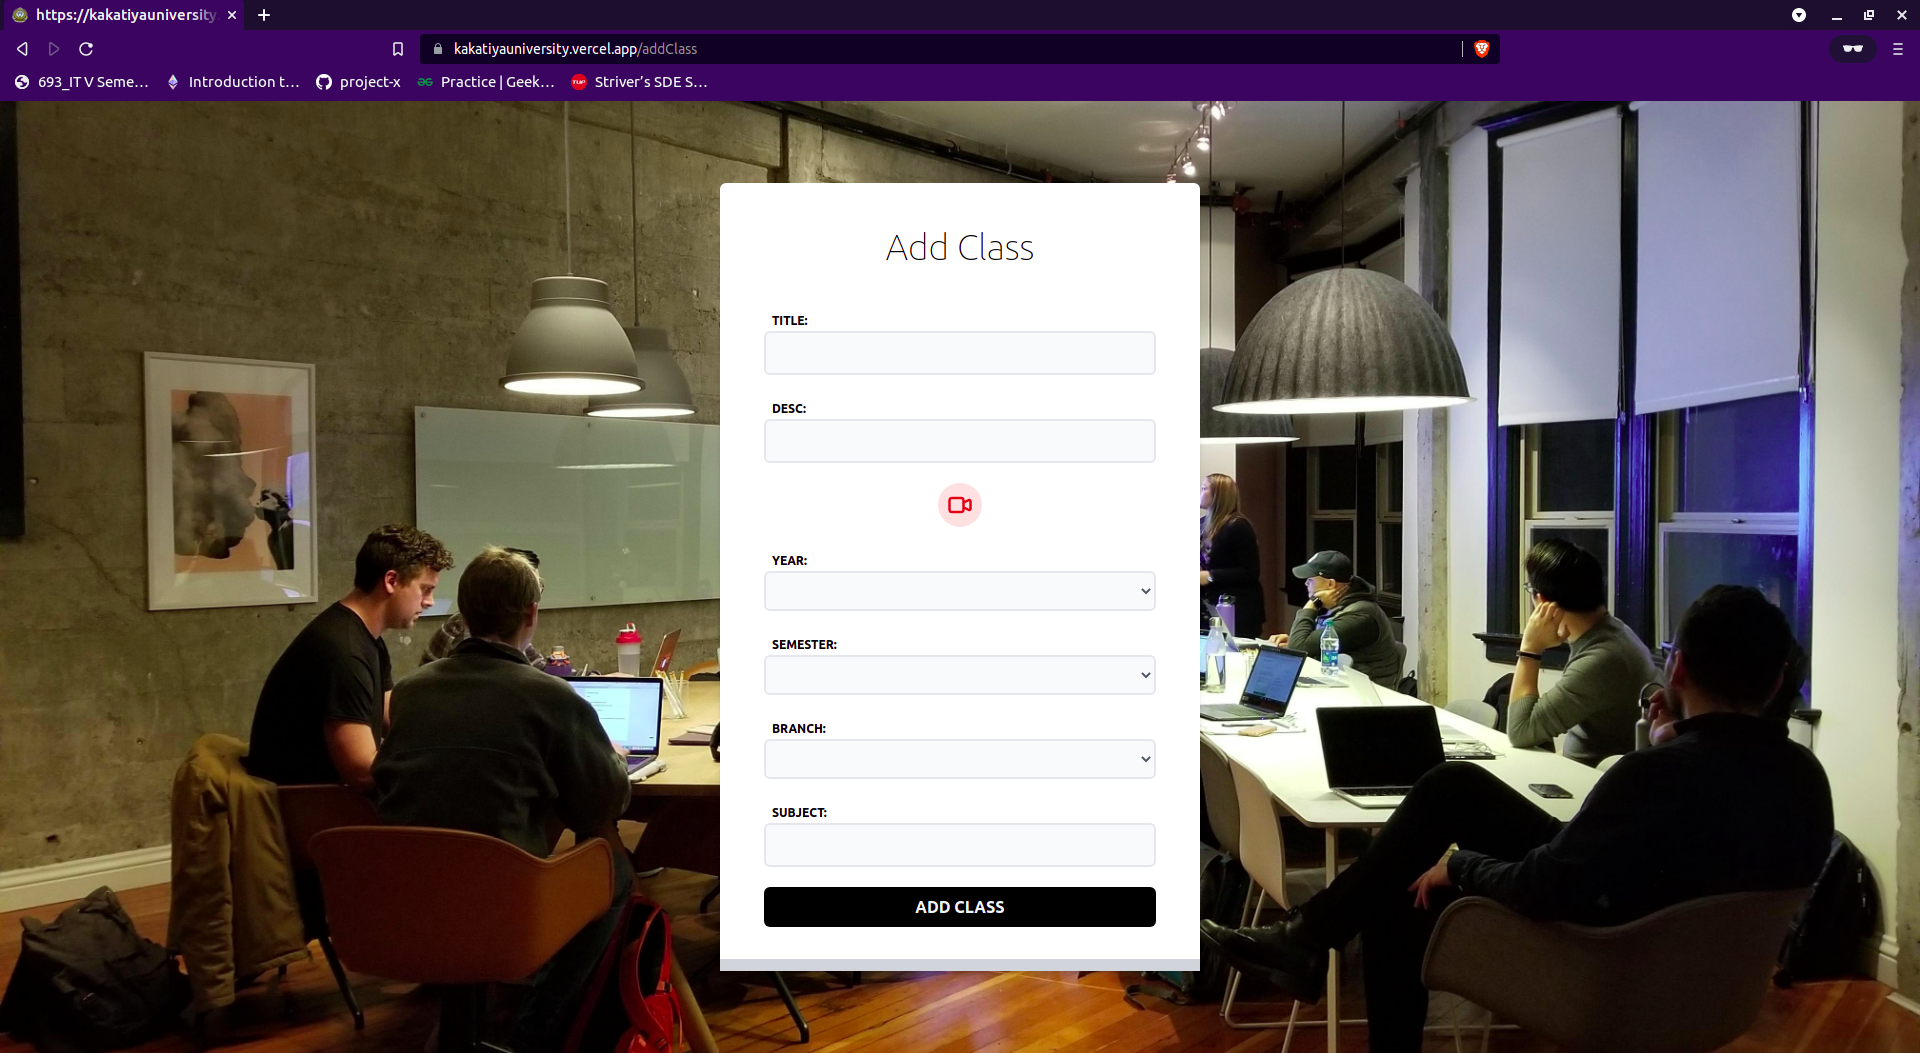 https://kakatiyauniversity
kakatiyauniversity.vercel.app/addClass
693_IT V Seme…
Introduction t…
project-x
Practice | Geek…
Striver's SDE S…
Add Class
TITLE:
DESC:
YEAR:
SEMESTER:
BRANCH:
SUBJECT:
ADD CLASS